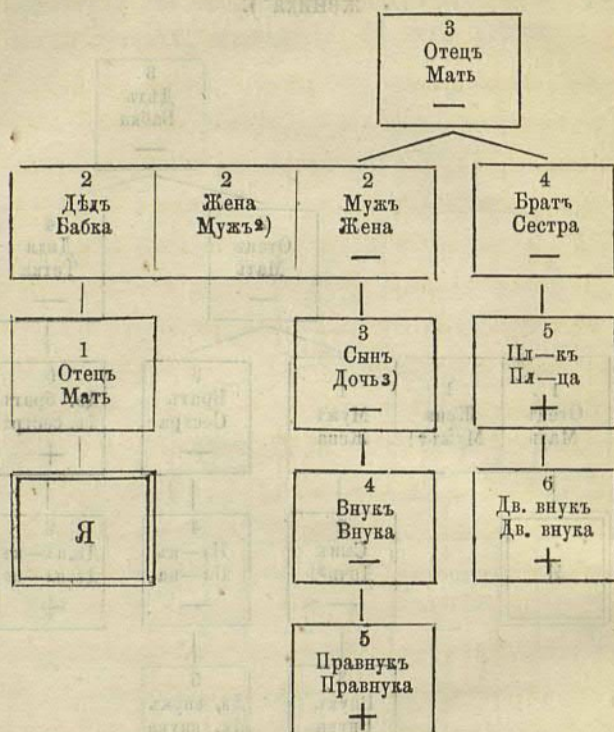 3
Отецъ
Мать
—
2
Дѣдъ
Бабка
2
Жена
Мужъ2)
2
Мужъ
Жена
—
4
Братъ
Сестра
—
1
Отецъ
Мать
3
Сынъ
Дочь3)
—
5
Пл—къ
Пл—ца
+
Я
4
Внукъ
Внука
—
6
Дв. внукъ
Дв. внука
+
5
Правнукъ
Правнука
+